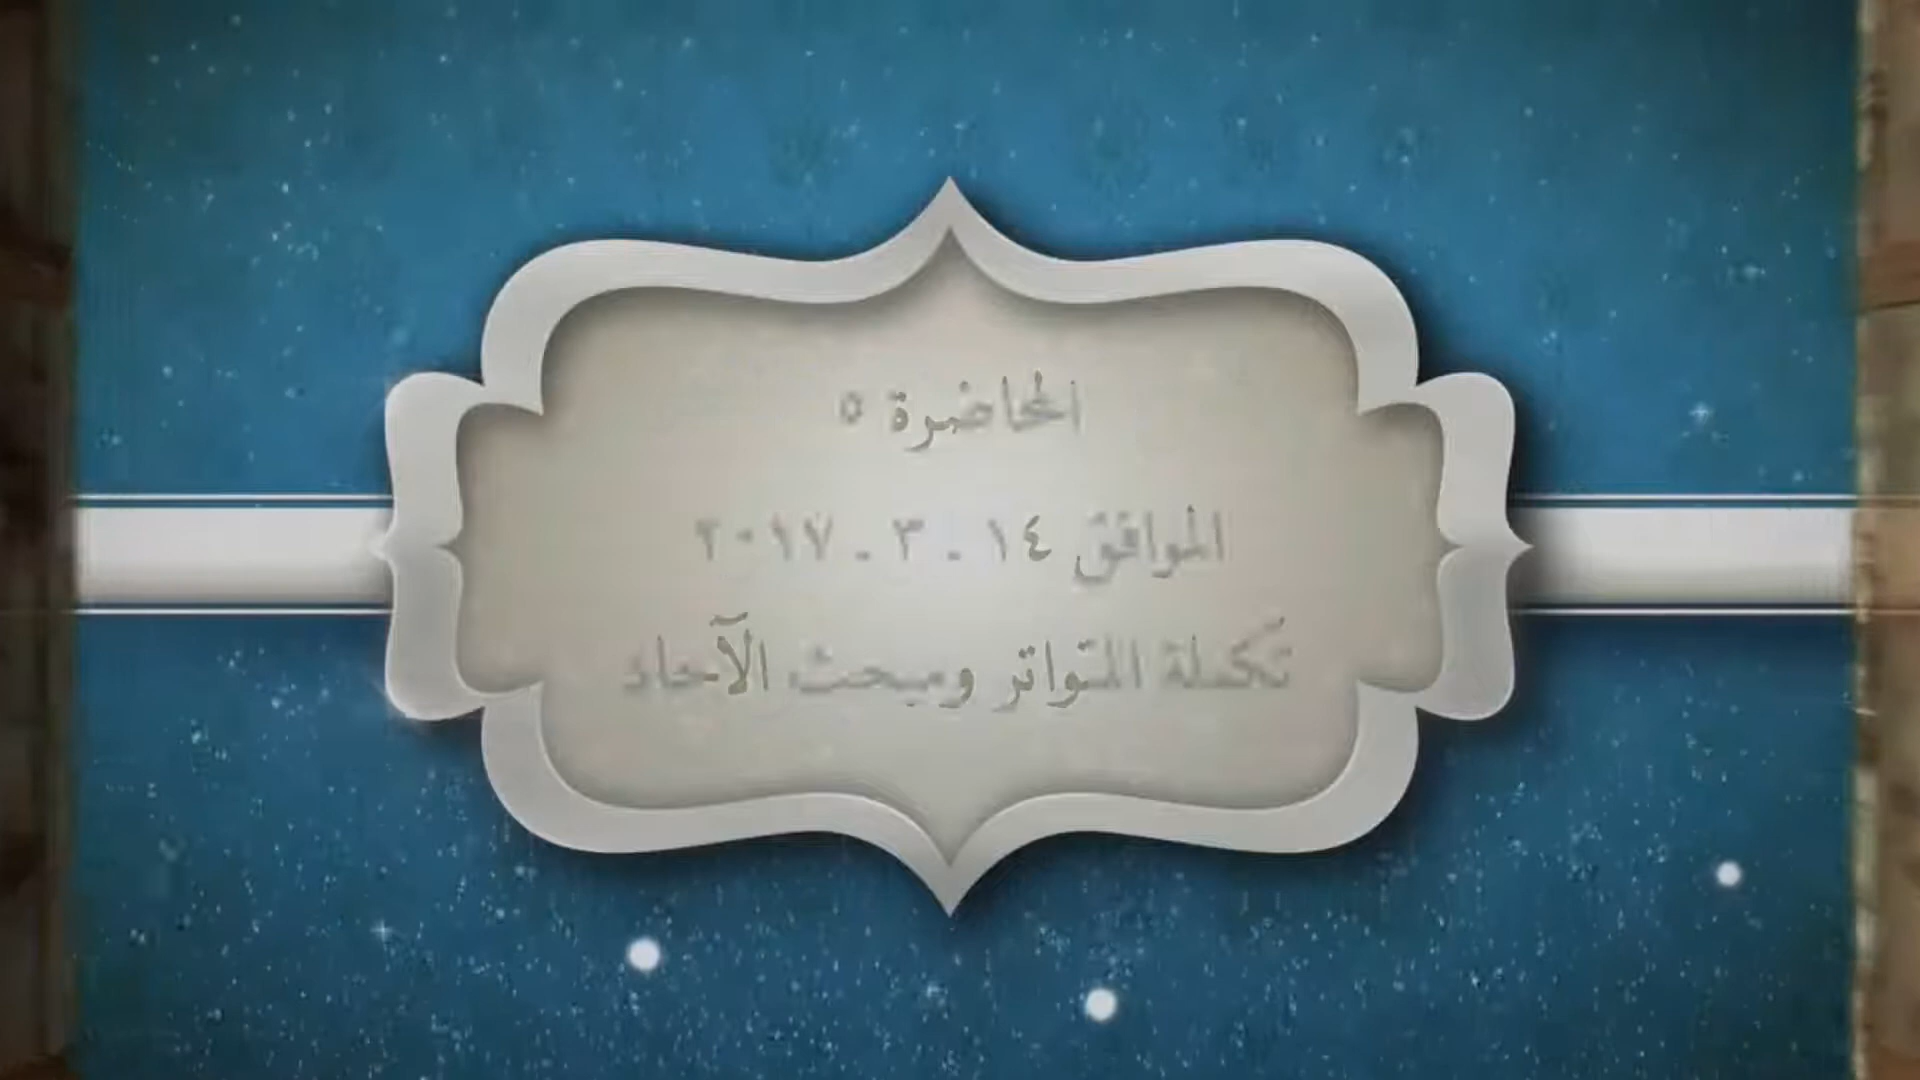 المحاضرة ٥
الموافق ١٤ ـ ٣ ـ ٢٠١٧
تكملة المتواتر ومبحث الآحاد